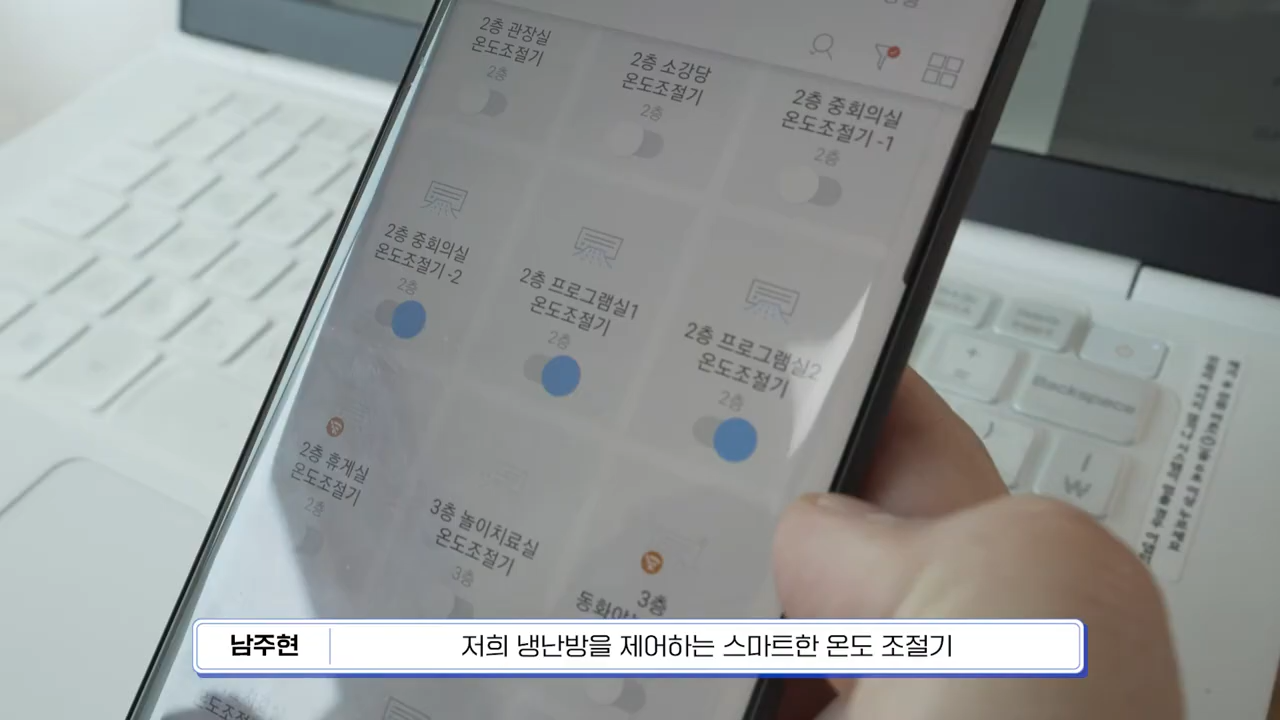 2층 관장실
온도조절기
2층
2층 소강당
온도조절기
2층
2층 중회의실
온도조절기 -1
2층
2층 중회의실
온도조절기 -2
2층
2층 프로그램실1
온도조절기
2층
2층 프로그램실2
온도조절기
2층
2층 휴게실
온도조절기
2층
3층 놀이치료실
온도조절기
3층
3층
Backspace
남주현
저희 냉난방을 제어하는 스마트한 온도 조절기